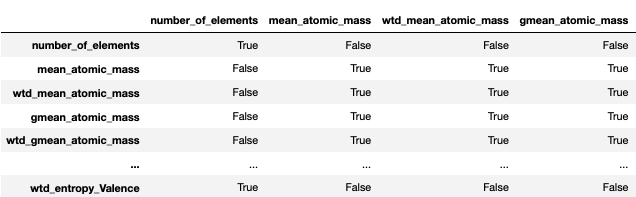 number_of_elements mean_atomic_mass wtd_mean_atomic_mass gmean_atomic_mass
number_of_elements True False False False
mean_atomic_mass False True True True
wtd_mean_atomic_mass False True True True
gmean_atomic_mass False True True True
wtd_gmean_atomic_mass False True True True
... ... ... ... ...
wtd_entropy_Valence True False False False